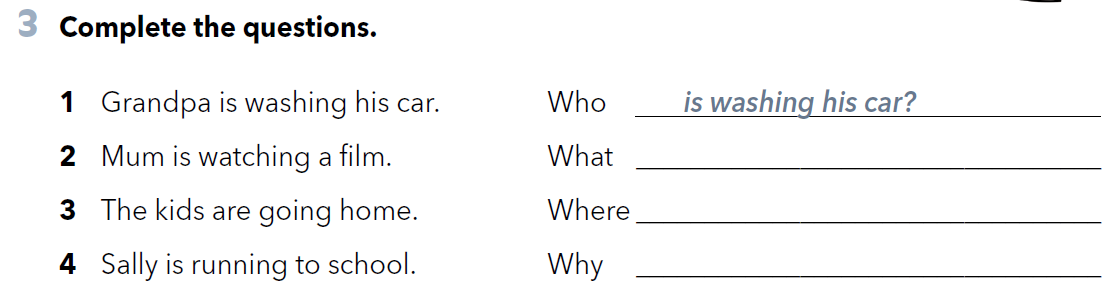 3 Complete the questions.
1 Grandpa is washing his car. Who is washing his car?
2 Mum is watching a film. What
3 The kids are going home. Where
4 Sally is running to school. Why